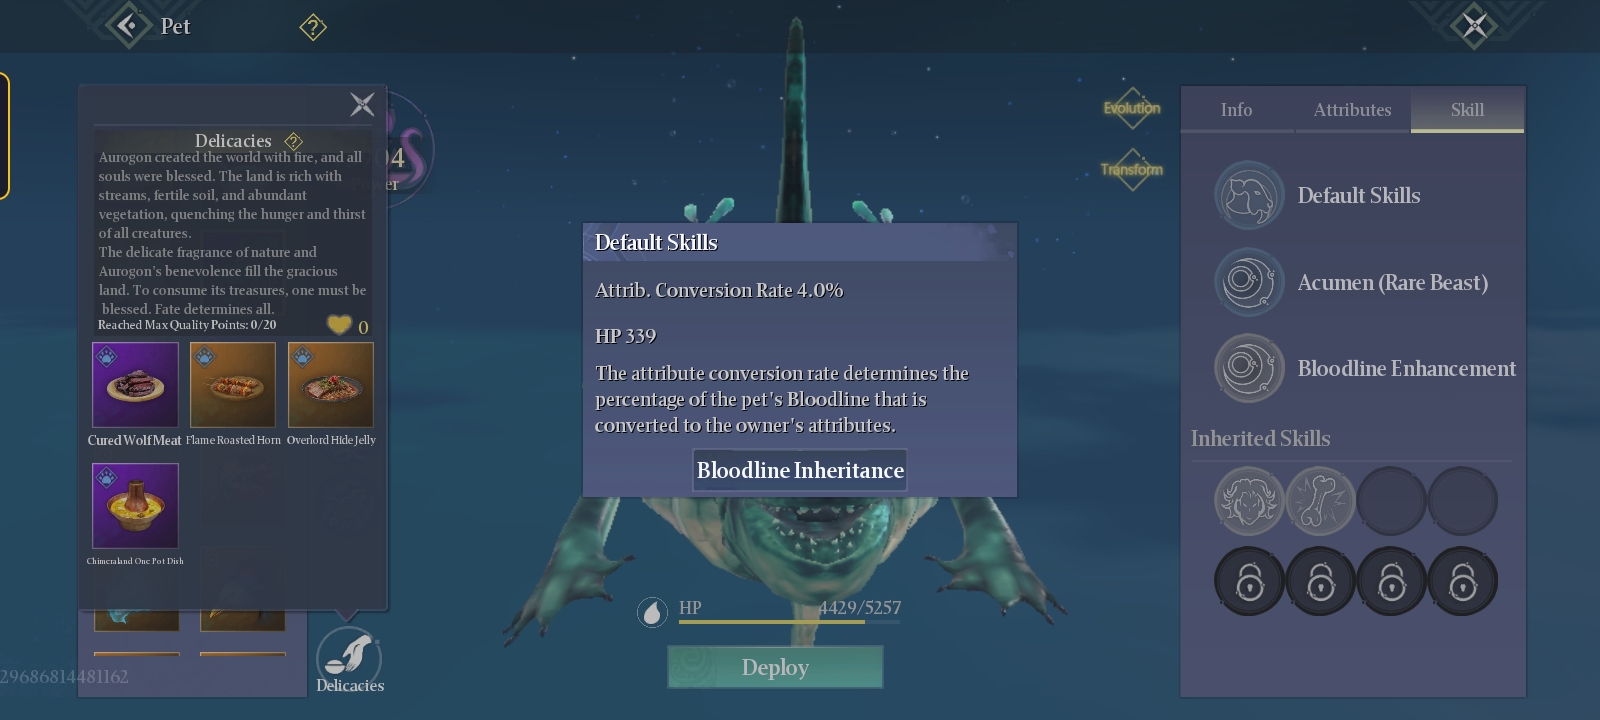 Pet
?
Delicacies ?
Aurogon created the world with fire, and all
souls were blessed. The land is rich with
streams, fertile soil, and abundant
vegetation, quenching the hunger and thirst
of all creatures.
The delicate fragrance of nature and
Aurogon's benevolence fill the gracious
land. To consume its treasures, one must be
blessed. Fate determines all.
Reached Max Quality Points: 0/20
0
Cured Wolf Meat
Flame Roasted Horn
Overlord Hide Jelly
Chimeraland One Pot Dish
Delicacies
29686814481162
04
Evolution
Transform
Default Skills
Attrib. Conversion Rate 4.0%
HP 339
The attribute conversion rate determines the
percentage of the pet's Bloodline that is
converted to the owner's attributes.
Bloodline Inheritance
HP 4429/5257
Deploy
Info Attributes Skill
Default Skills
Acumen (Rare Beast)
Bloodline Enhancement
Inherited Skills